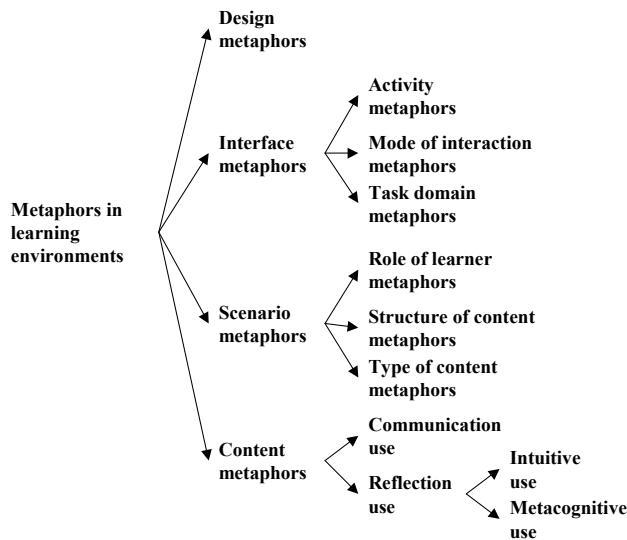 Design
metaphors
Activity
metaphors
Interface
metaphors
Mode of interaction
metaphors
Task domain
metaphors
Metaphors in
learning
environments
Role of learner
metaphors
Scenario
metaphors
Structure of content
metaphors
Type of content
metaphors
Communication
use
Content
metaphors
Reflection
use
Intuitive
use
Metacognitive
use